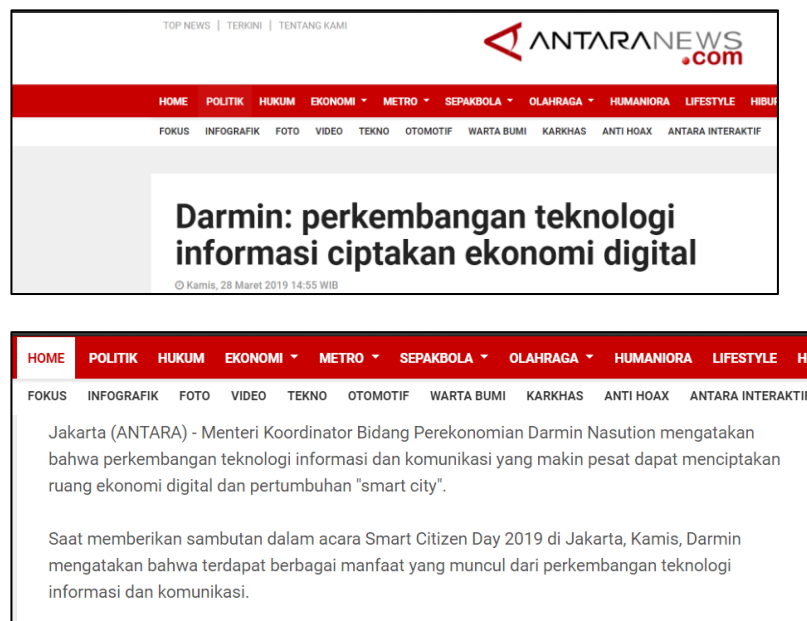 TOP NEWS | TERKINI | TENTANG KAMI
ANTARANEWS
.com
HOME POLITIK HUKUM EKONOMI METRO SEPAKBOLA OLAHRAGA HUMANIORA LIFESTYLE HIBUR
FOKUS INFOGRAFIK FOTO VIDEO TEKNO OTOMOTIF WARTA BUMI KARKHAS ANTI HOAX ANTARA INTERAKTIF
Darmin: perkembangan teknologi
informasi ciptakan ekonomi digital
Kamis, 28 Maret 2019 14:55 WIB
HOME POLITIK HUKUM EKONOMI METRO SEPAKBOLA OLAHRAGA HUMANIORA LIFESTYLE H
FOKUS INFOGRAFIK FOTO VIDEO TEKNO OTOMOTIF WARTA BUMI KARKHAS ANTI HOAX ANTARA INTERAKTIF
Jakarta (ANTARA) - Menteri Koordinator Bidang Perekonomian Darmin Nasution mengatakan
bahwa perkembangan teknologi informasi dan komunikasi yang makin pesat dapat menciptakan
ruang ekonomi digital dan pertumbuhan "smart city".
Saat memberikan sambutan dalam acara Smart Citizen Day 2019 di Jakarta, Kamis, Darmin
mengatakan bahwa terdapat berbagai manfaat yang muncul dari perkembangan teknologi
informasi dan komunikasi.